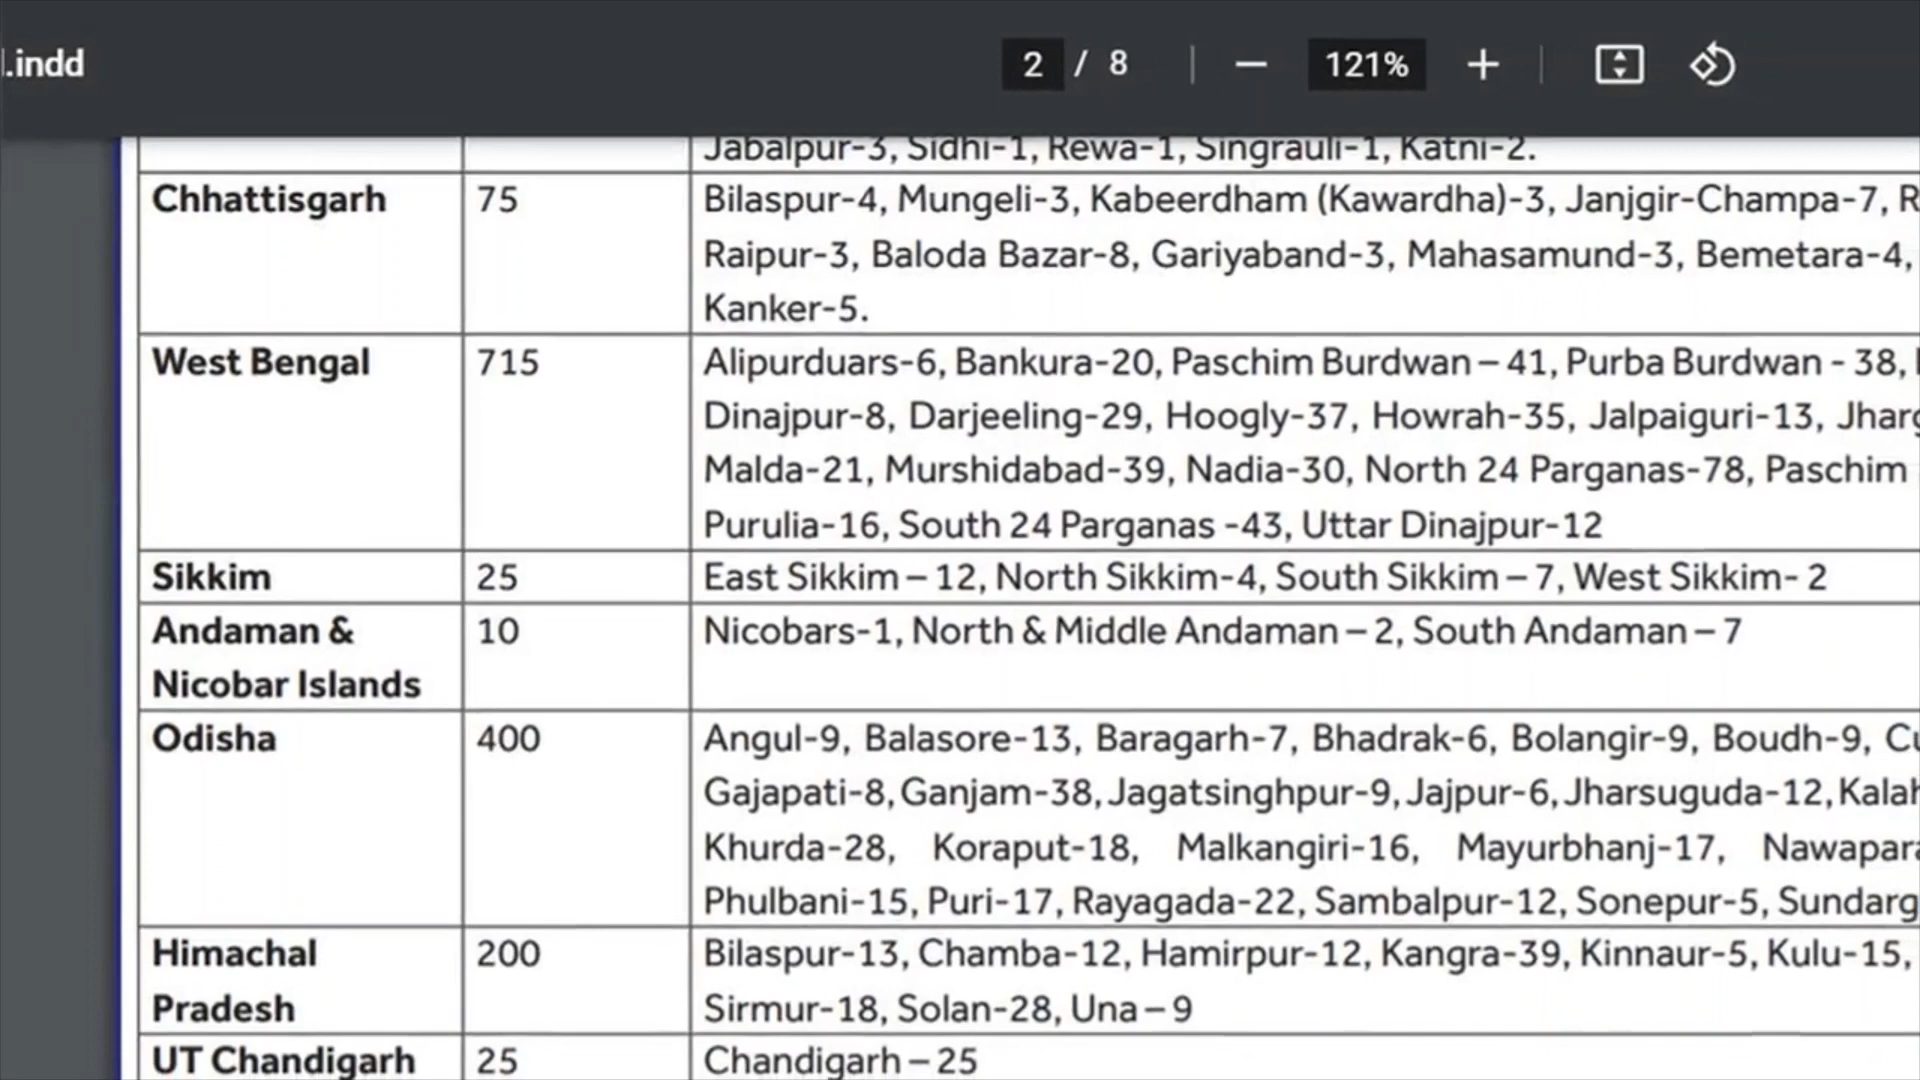 .indd
2 / 8
121%
Jabalpur-3, Sidhi-1, Rewa-1, Singrauli-1, Katni-2.
Chhattisgarh 75 Bilaspur-4, Mungeli-3, Kabeerdham (Kawardha)-3, Janjgir-Champa-7, R
Raipur-3, Baloda Bazar-8, Gariyaband-3, Mahasamund-3, Bemetara-4,
Kanker-5.
West Bengal 715 Alipurduars-6, Bankura-20, Paschim Burdwan – 41, Purba Burdwan - 38,
Dinajpur-8, Darjeeling-29, Hoogly-37, Howrah-35, Jalpaiguri-13, Jharg
Malda-21, Murshidabad-39, Nadia-30, North 24 Parganas-78, Paschim
Purulia-16, South 24 Parganas -43, Uttar Dinajpur-12
Sikkim 25 East Sikkim – 12, North Sikkim-4, South Sikkim – 7, West Sikkim- 2
Andaman & 10 Nicobars-1, North & Middle Andaman – 2, South Andaman – 7
Nicobar Islands
Odisha 400 Angul-9, Balasore-13, Baragarh-7, Bhadrak-6, Bolangir-9, Boudh-9, Cu
Gajapati-8, Ganjam-38, Jagatsinghpur-9, Jajpur-6, Jharsuguda-12, Kalah
Khurda-28, Koraput-18, Malkangiri-16, Mayurbhanj-17, Nawapara
Phulbani-15, Puri-17, Rayagada-22, Sambalpur-12, Sonepur-5, Sundarg
Himachal 200 Bilaspur-13, Chamba-12, Hamirpur-12, Kangra-39, Kinnaur-5, Kulu-15,
Pradesh Sirmur-18, Solan-28, Una – 9
UT Chandigarh 25 Chandigarh – 25